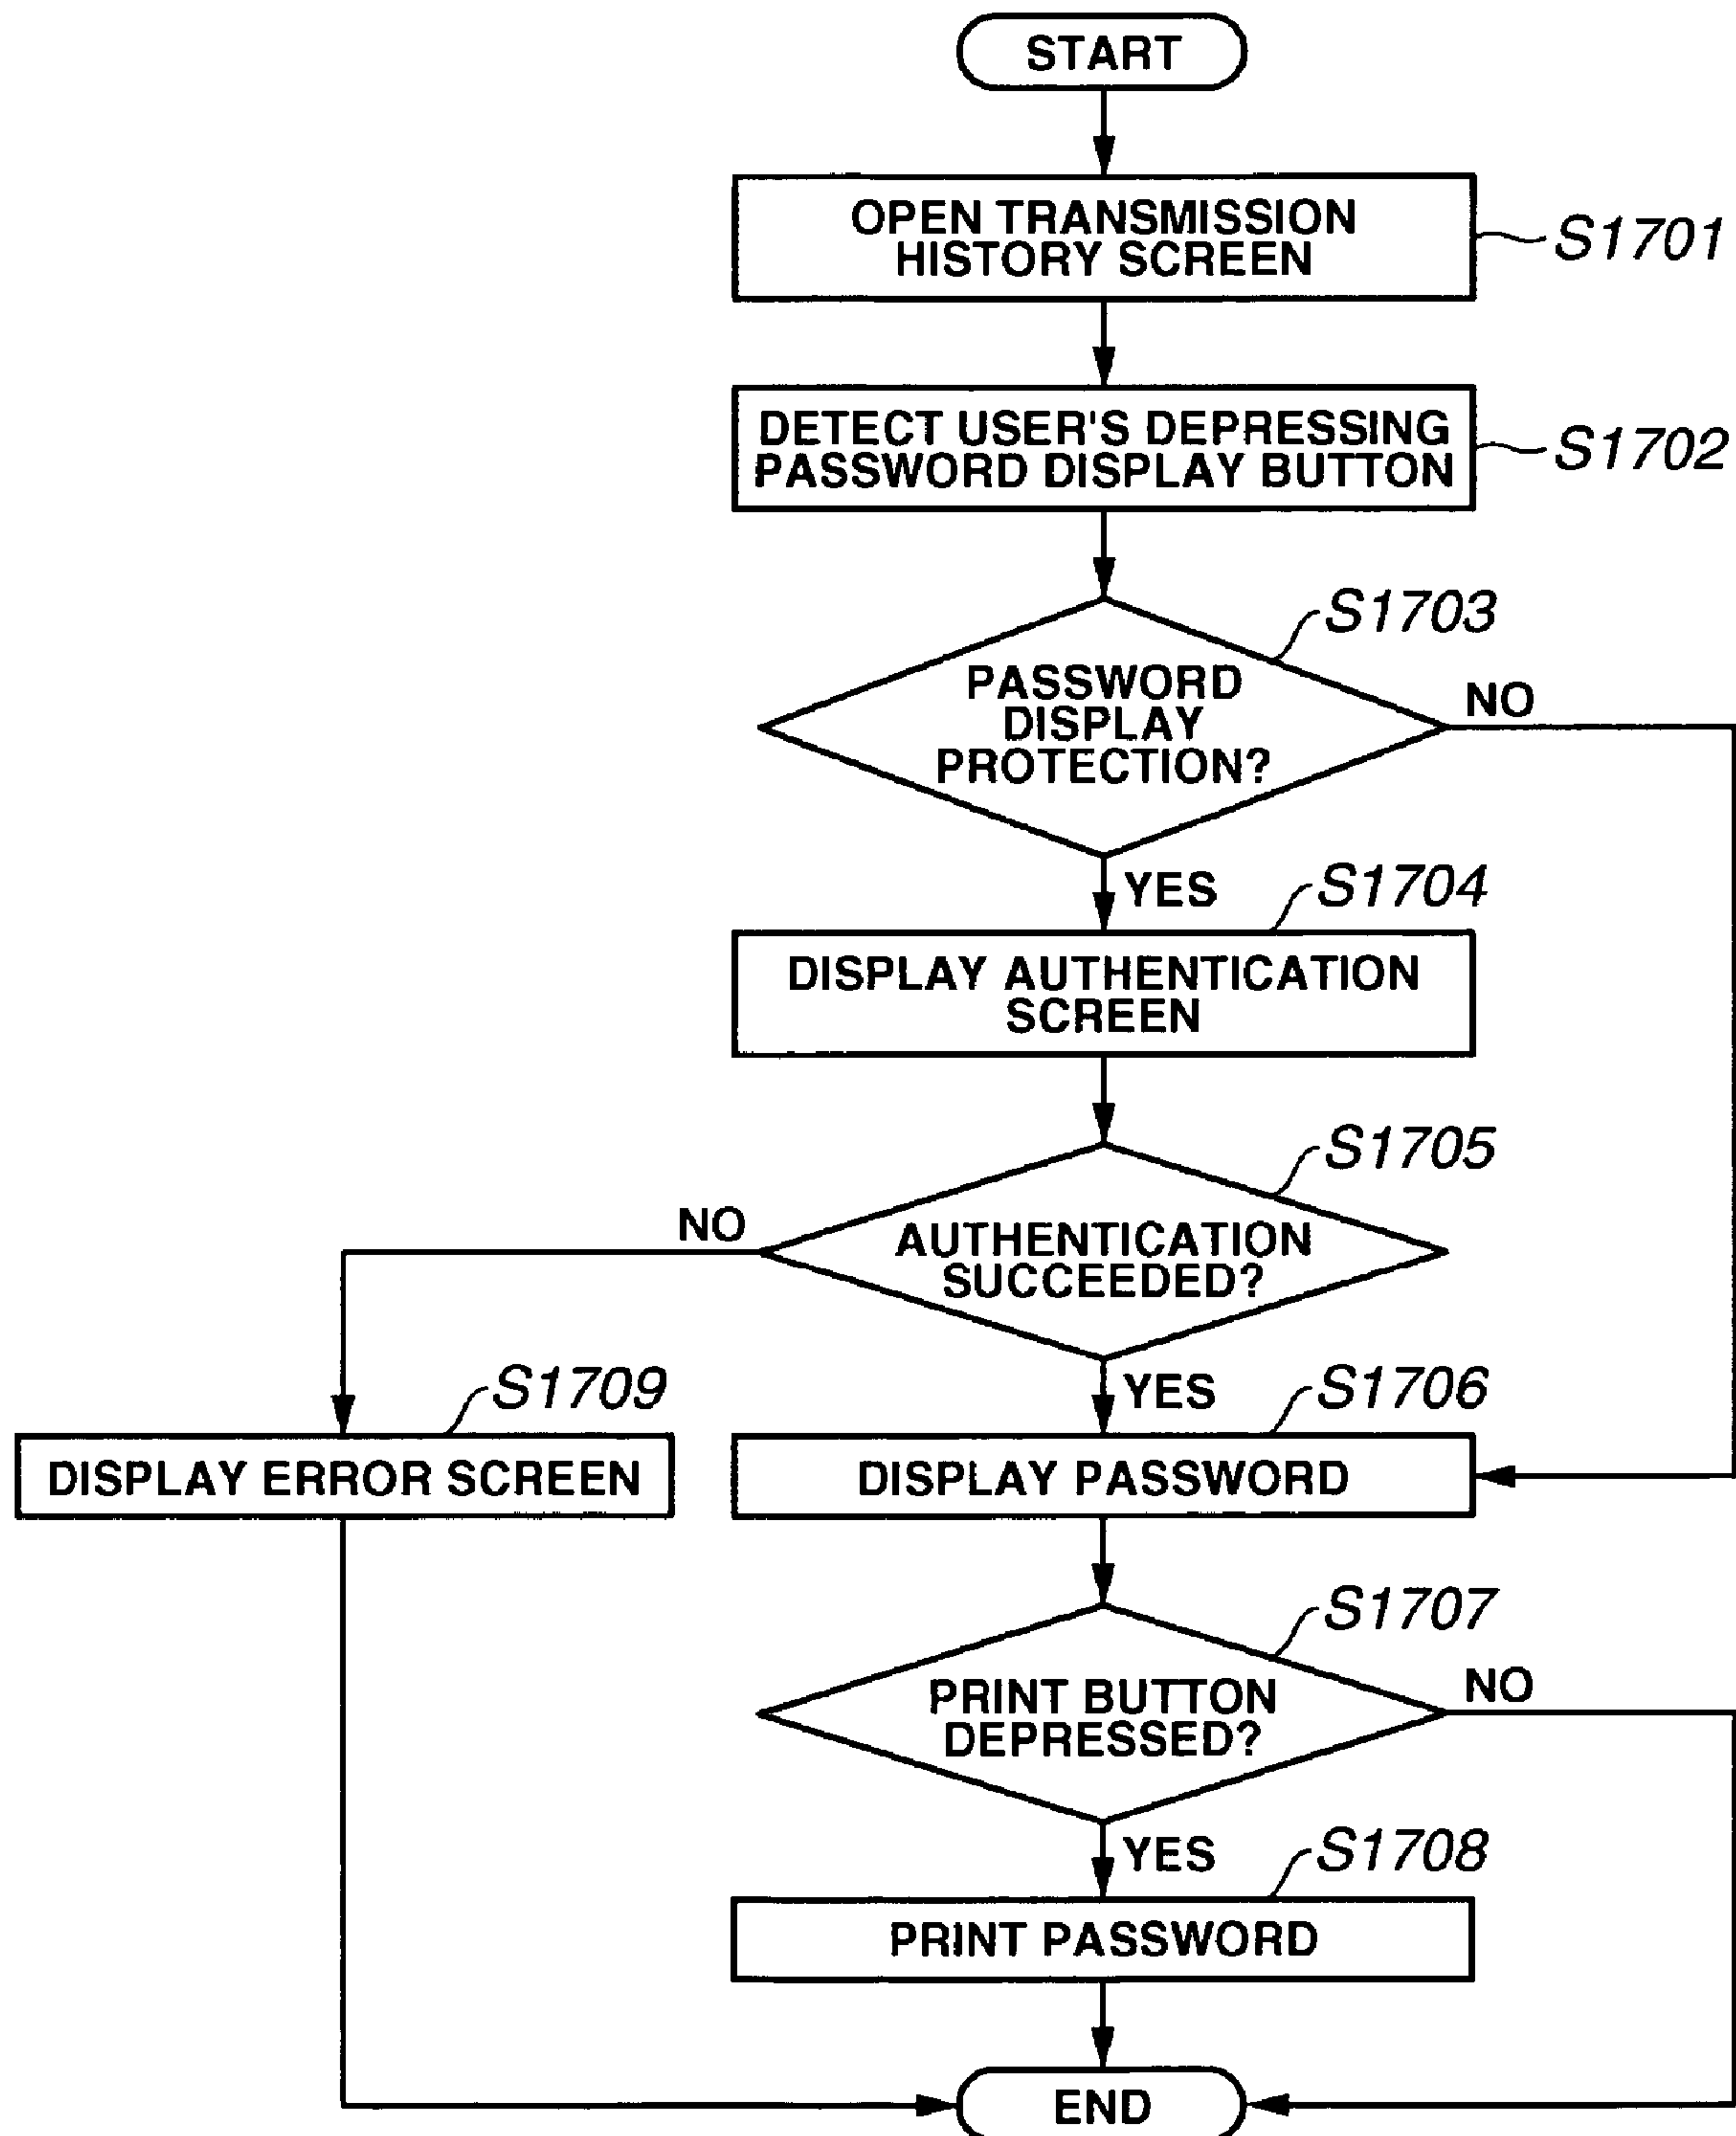 START
OPEN TRANSMISSION
HISTORY SCREEN
S1701
DETECT USER'S DEPRESSING
PASSWORD DISPLAY BUTTON
S1702
S1703
PASSWORD
DISPLAY
PROTECTION?
NO
YES
S1704
DISPLAY AUTHENTICATION
SCREEN
S1705
NO
AUTHENTICATION
SUCCEEDED?
YES
S1709
S1706
DISPLAY ERROR SCREEN
DISPLAY PASSWORD
S1707
PRINT BUTTON
DEPRESSED?
NO
YES
S1708
PRINT PASSWORD
END